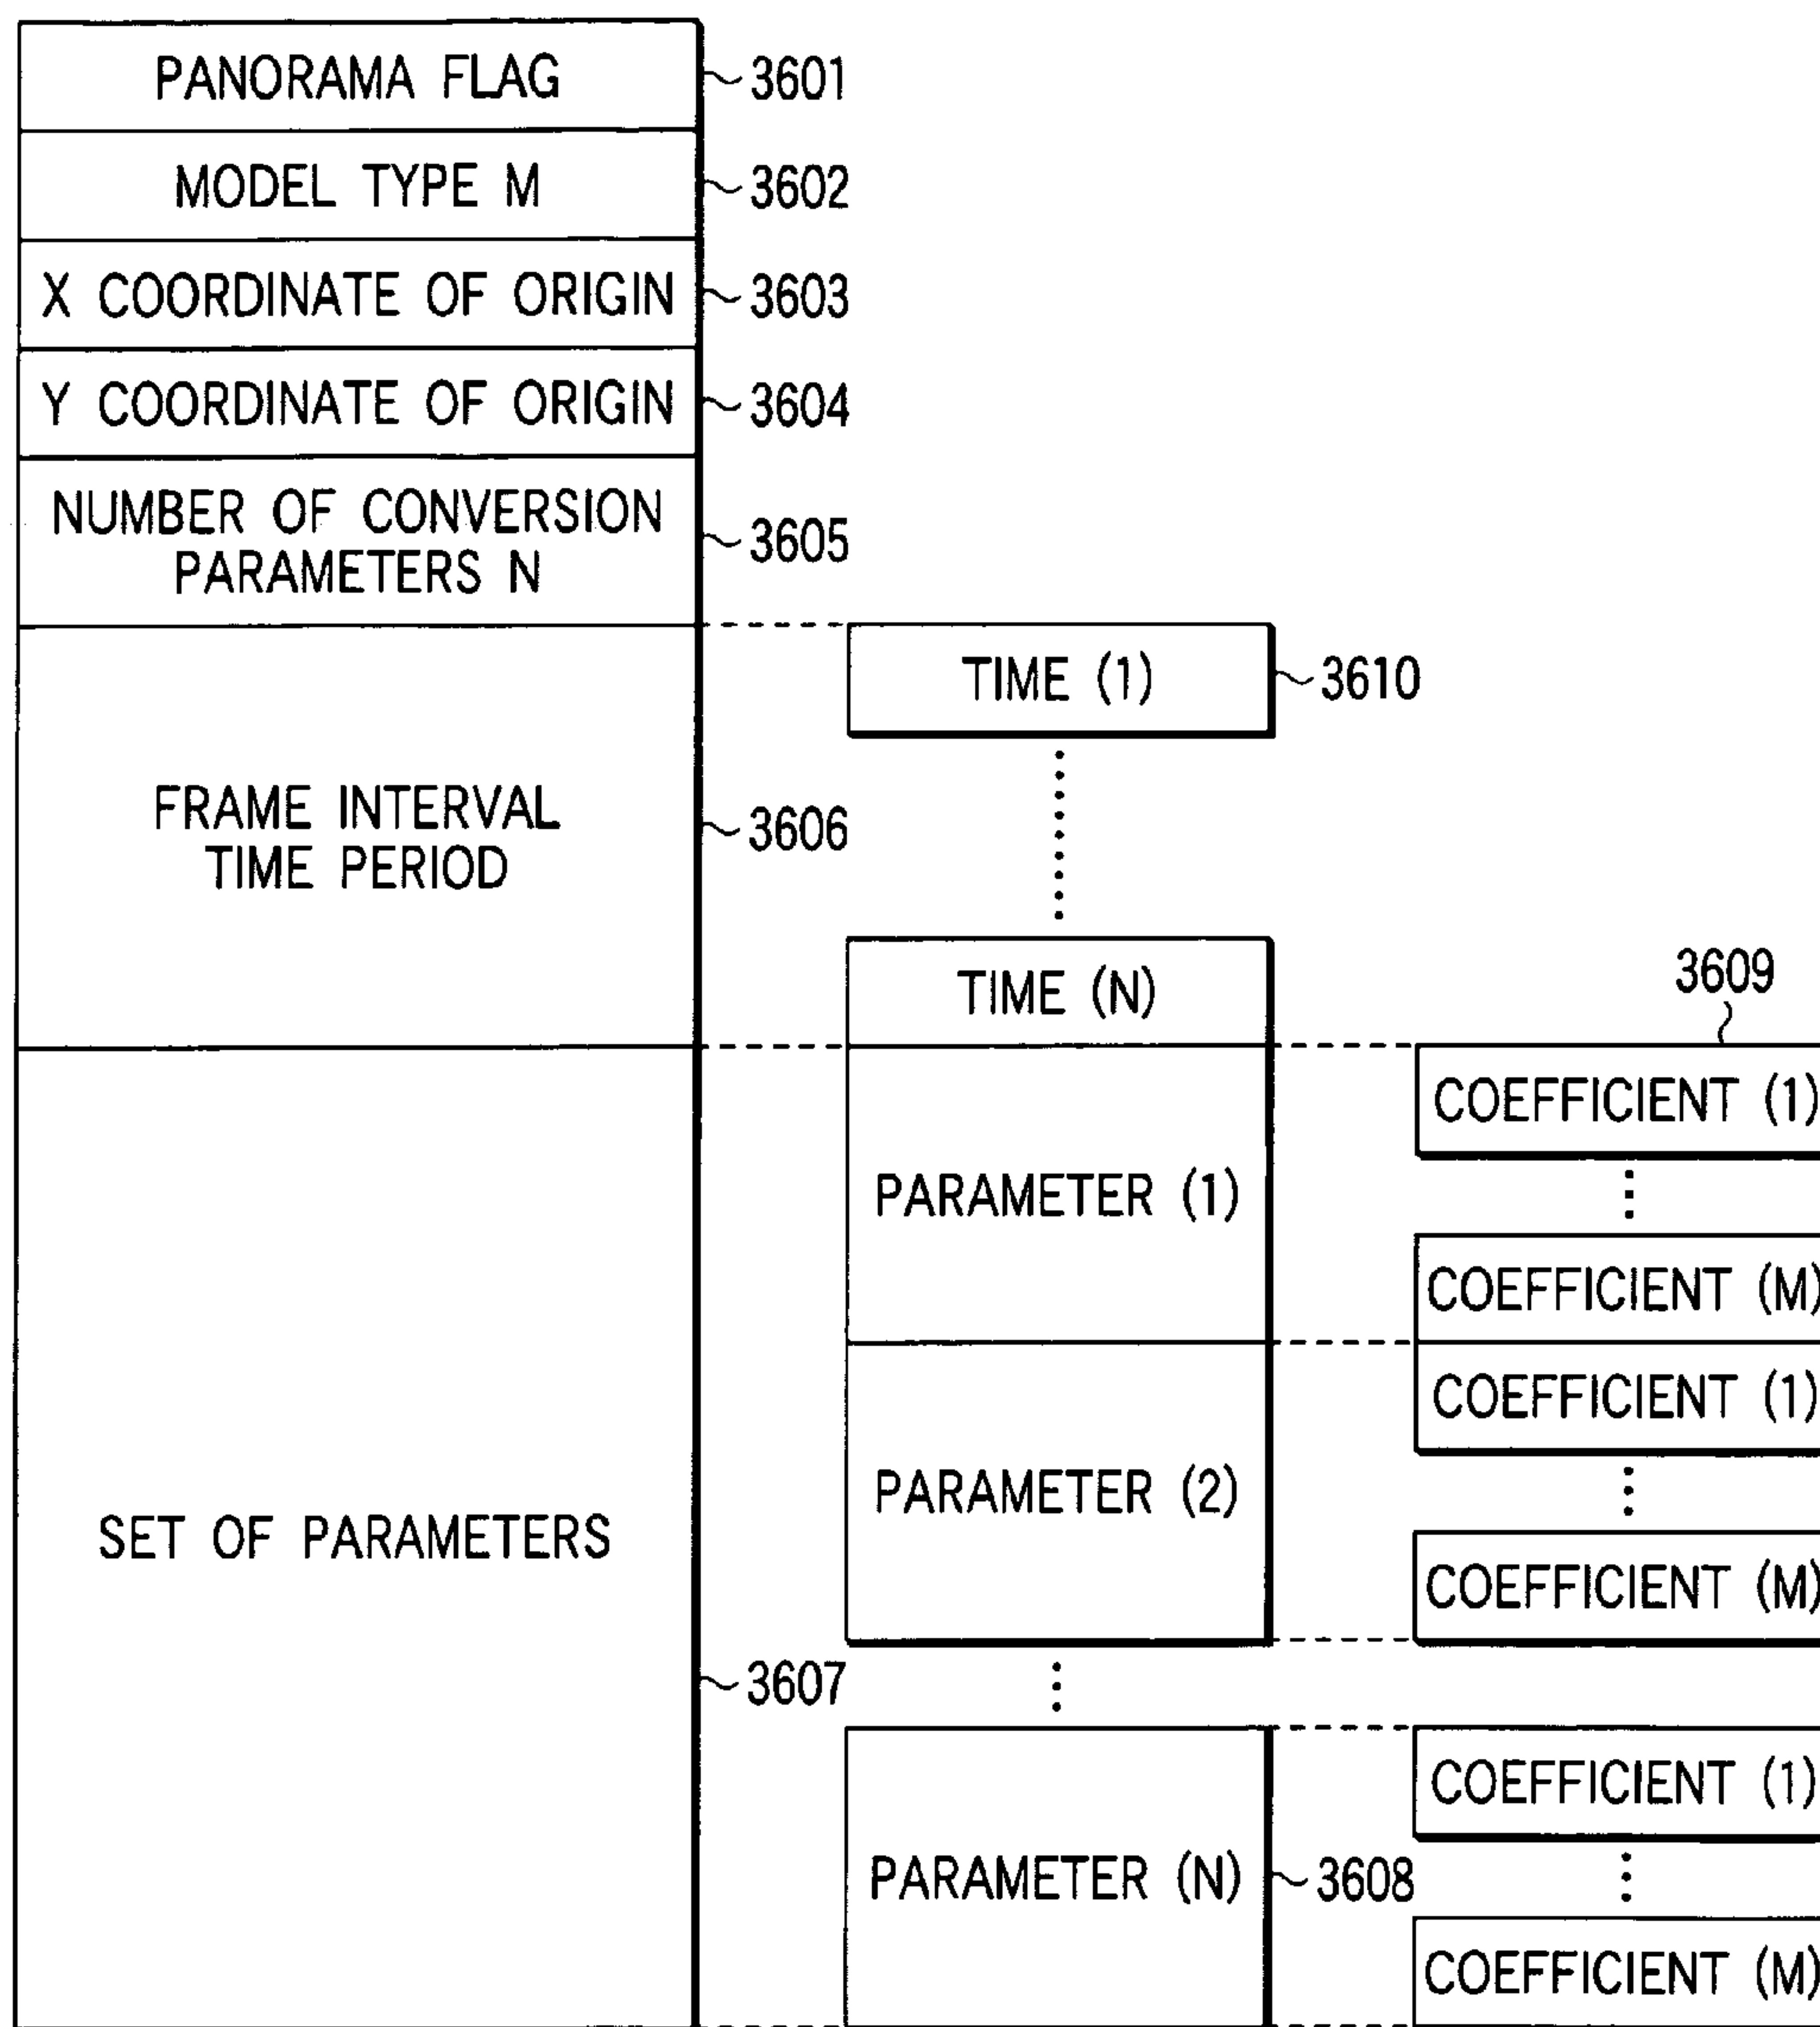 PANORAMA FLAG
3601
MODEL TYPE M
3602
X COORDINATE OF ORIGIN
3603
Y COORDINATE OF ORIGIN
3604
NUMBER OF CONVERSION
PARAMETERS N
3605
FRAME INTERVAL
TIME PERIOD
3606
TIME (1)
3610
TIME (N)
SET OF PARAMETERS
3607
PARAMETER (1)
PARAMETER (2)
PARAMETER (N)
3608
3609
COEFFICIENT (1)
COEFFICIENT (M)
COEFFICIENT (1)
COEFFICIENT (M)
COEFFICIENT (1)
COEFFICIENT (M)